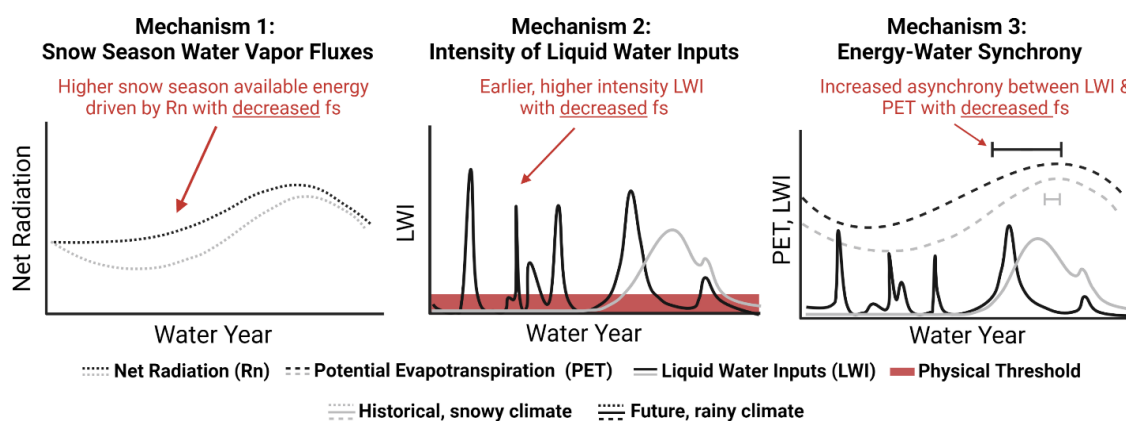 Mechanism 1:
Snow Season Water Vapor Fluxes
Higher snow season available energy
driven by Rn with decreased fs
Net Radiation
Water Year
Mechanism 2:
Intensity of Liquid Water Inputs
Earlier, higher intensity LWI
with decreased fs
LWI
Water Year
Mechanism 3:
Energy-Water Synchrony
Increased asynchrony between LWI &
PET with decreased fs
PET, LWI
Water Year
Net Radiation (Rn)
Potential Evapotranspiration (PET)
Liquid Water Inputs (LWI)
Physical Threshold
Historical, snowy climate
Future, rainy climate